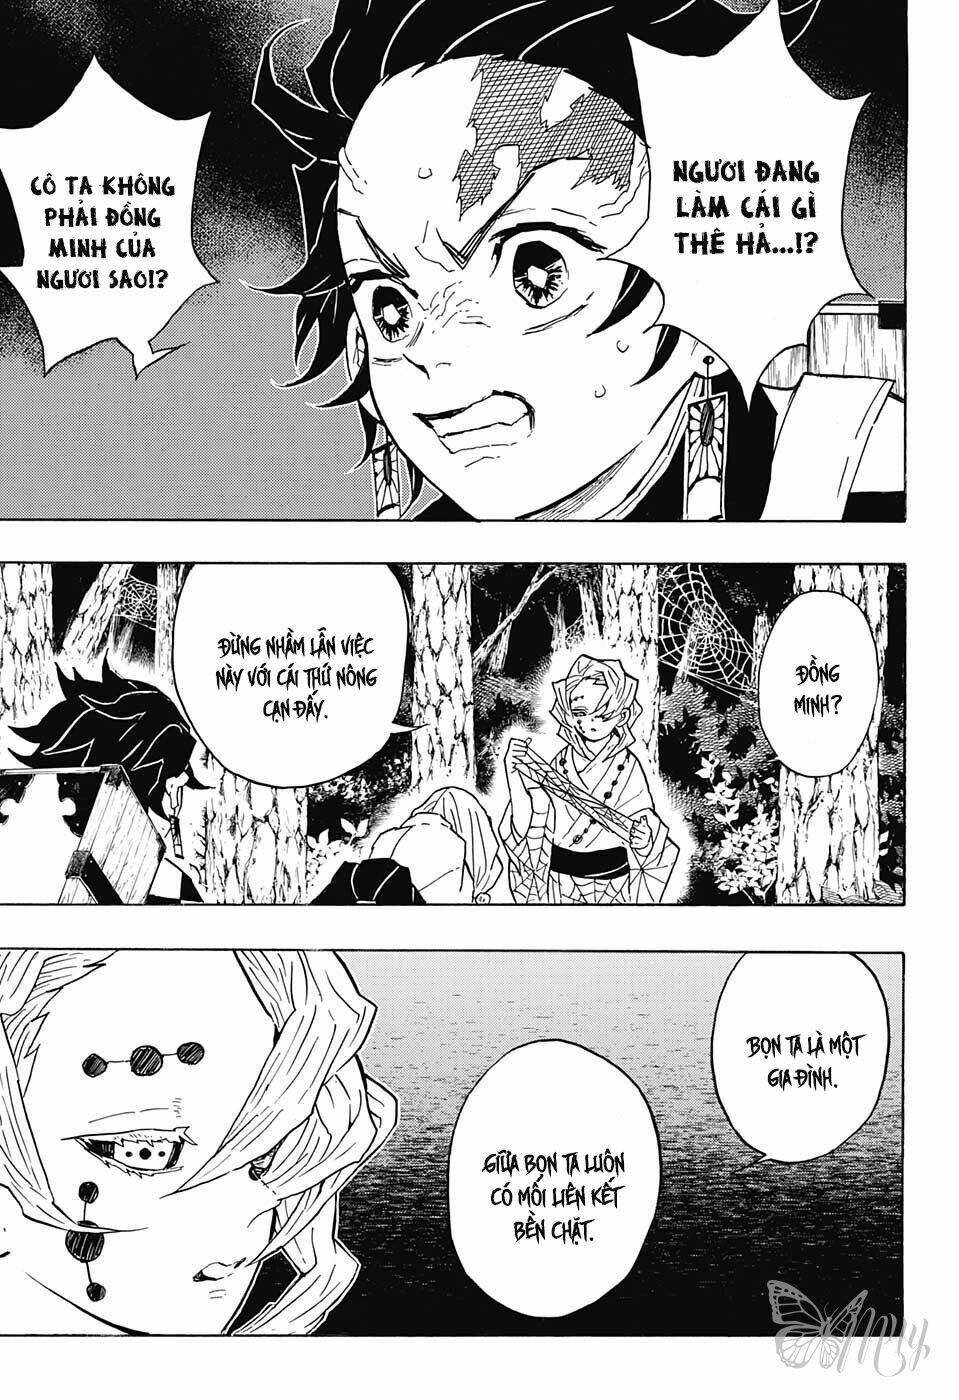 NGƯƠI ĐANG
LÀM CÁI GÌ
THẾ HẢ...!?
CÔ TA KHÔNG
PHẢI ĐỒNG
MINH CỦA
NGƯƠI SAO!?
ĐỒNG
MINH?
ĐỪNG NHẦM LẪN VIỆC
NÀY VỚI CÁI THỨ NÔNG
CẠN ĐẤY.
BỌN TA LÀ MỘT
GIA ĐÌNH.
GIỮA BỌN TA LUÔN
CÓ MỐI LIÊN KẾT
BỀN CHẶT.